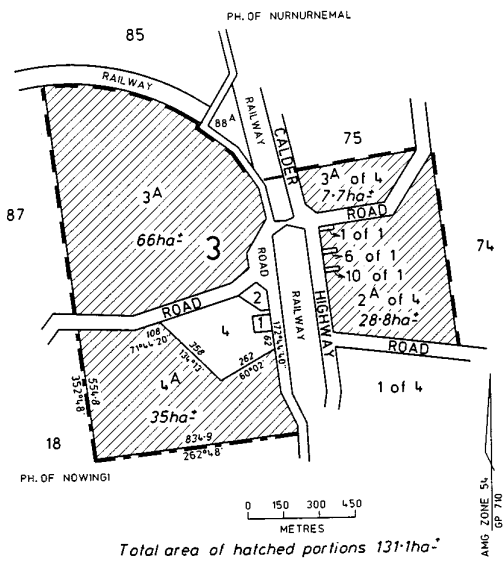 PH. OF NURNURNEMAL
85
RAILWAY
88A
RAILWAY
CALDER
75
3A of 4
7·7ha±
ROAD
87
3A
66ha±
3
1 of 1
6 of 1
10 of 1
74
2A of 4
28·8ha±
ROAD
ROAD
RAILWAY
HIGHWAY
ROAD
2
4
1
62
172°44'40"
108
71°44'20"
358
134°13'
262
60°02'
554·8
352°48'
4A
35ha±
834·9
262°48'
1 of 4
18
PH. OF NOWINGI
0 150 300 450
METRES
AMG ZONE 54
GP 710
Total area of hatched portions 131·1ha±